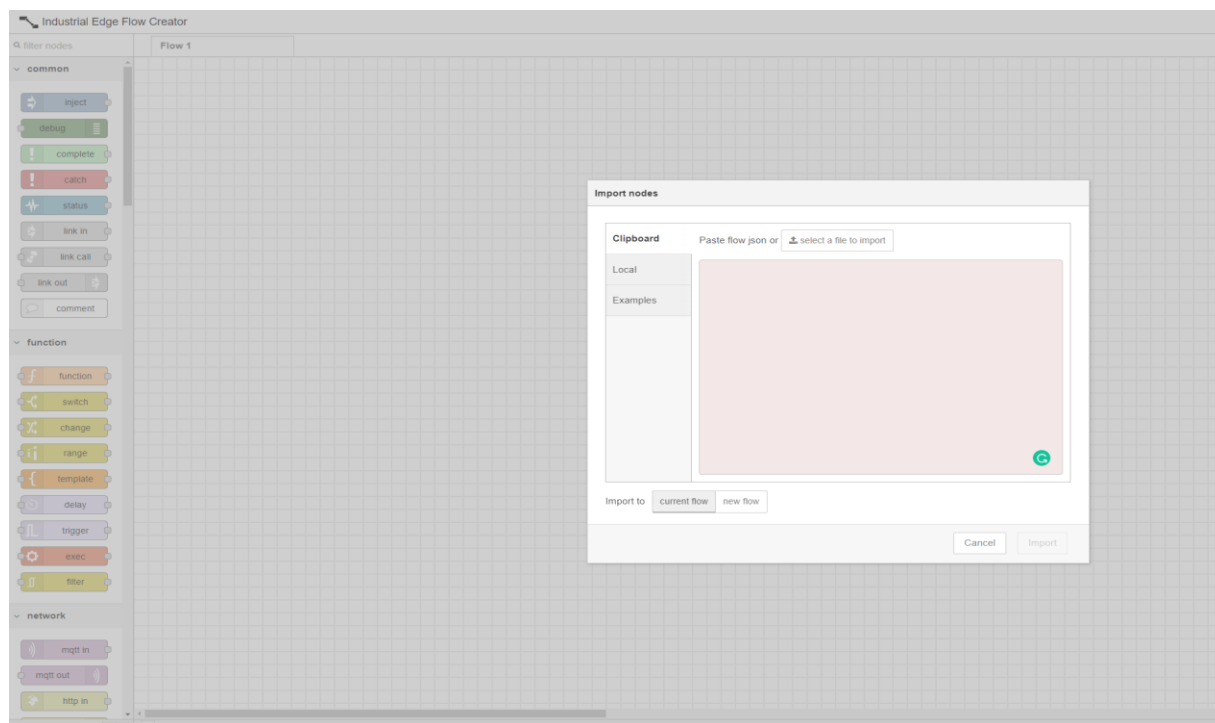 Industrial Edge Flow Creator
filter nodes
Flow 1
common
inject
debug
complete
catch
status
link in
link call
link out
comment
function
function
switch
change
range
template
delay
trigger
exec
filter
network
mqtt in
mqtt out
http in
Import nodes
Clipboard
Paste flow json or select a file to import
Local
Examples
Import to current flow new flow
Cancel Import